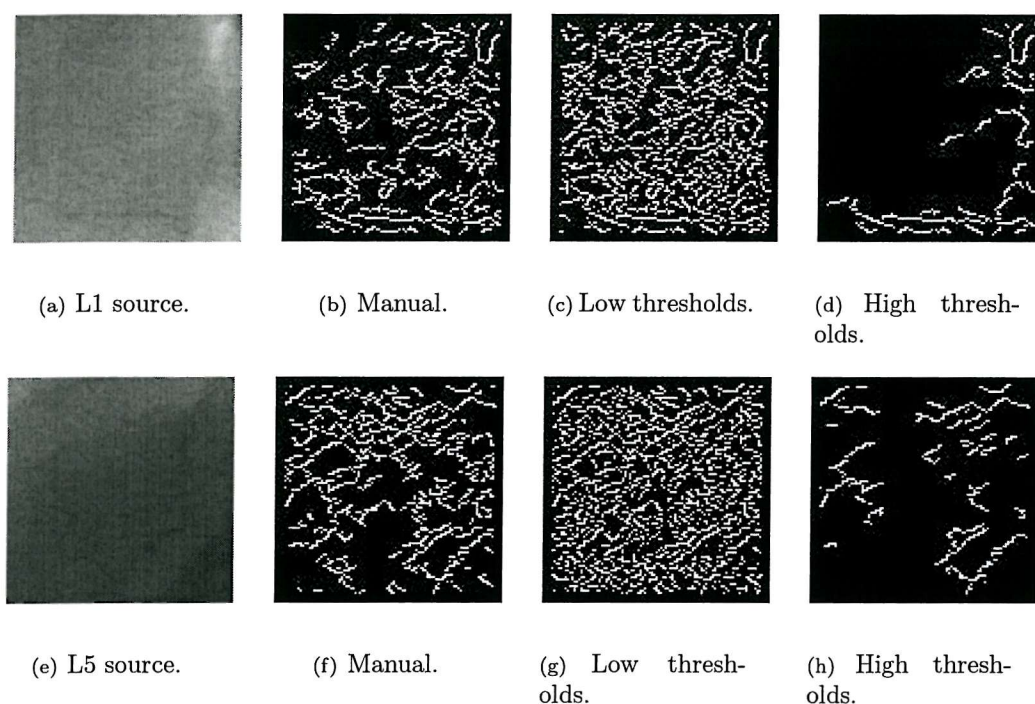 (a) L1 source.
(b) Manual.
(c) Low thresholds.
(d) High thresh-
olds.
(e) L5 source.
(f) Manual.
(g) Low thresh-
olds.
(h) High thresh-
olds.